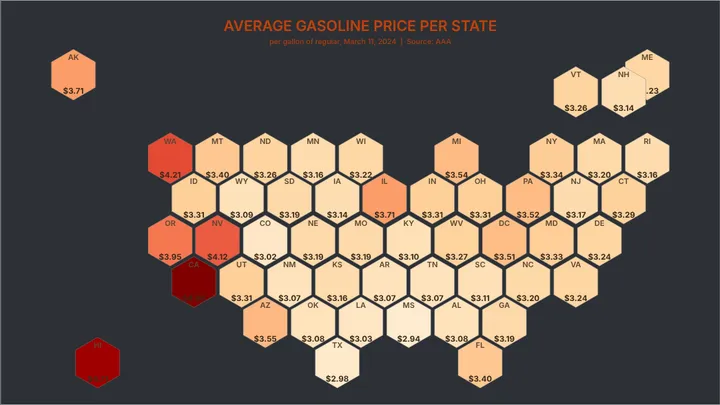 AVERAGE GASOLINE PRICE PER STATE
per gallon of regular, March 11, 2024 | Source: AAA
AK ME
VT NH
$3.71 .23
$3.26 $3.14
WA MT ND MN WI MI NY MA RI
$4.21 $3.40 $3.26 $3.16 $3.22 $3.54 $3.34 $3.20 $3.16
ID WY SD IA IL IN OH PA NJ CT
$3.31 $3.09 $3.19 $3.14 $3.71 $3.31 $3.31 $3.52 $3.17 $3.29
OR NV CO NE MO KY WV DC MD DE
$3.95 $4.12 $3.02 $3.19 $3.19 $3.10 $3.27 $3.51 $3.33 $3.24
CA UT NM KS AR TN SC NC VA
$3.31 $3.07 $3.16 $3.07 $3.07 $3.11 $3.20 $3.24
AZ OK LA MS AL GA
$3.55 $3.08 $3.03 $2.94 $3.08 $3.19
HI TX FL
$2.98 $3.40